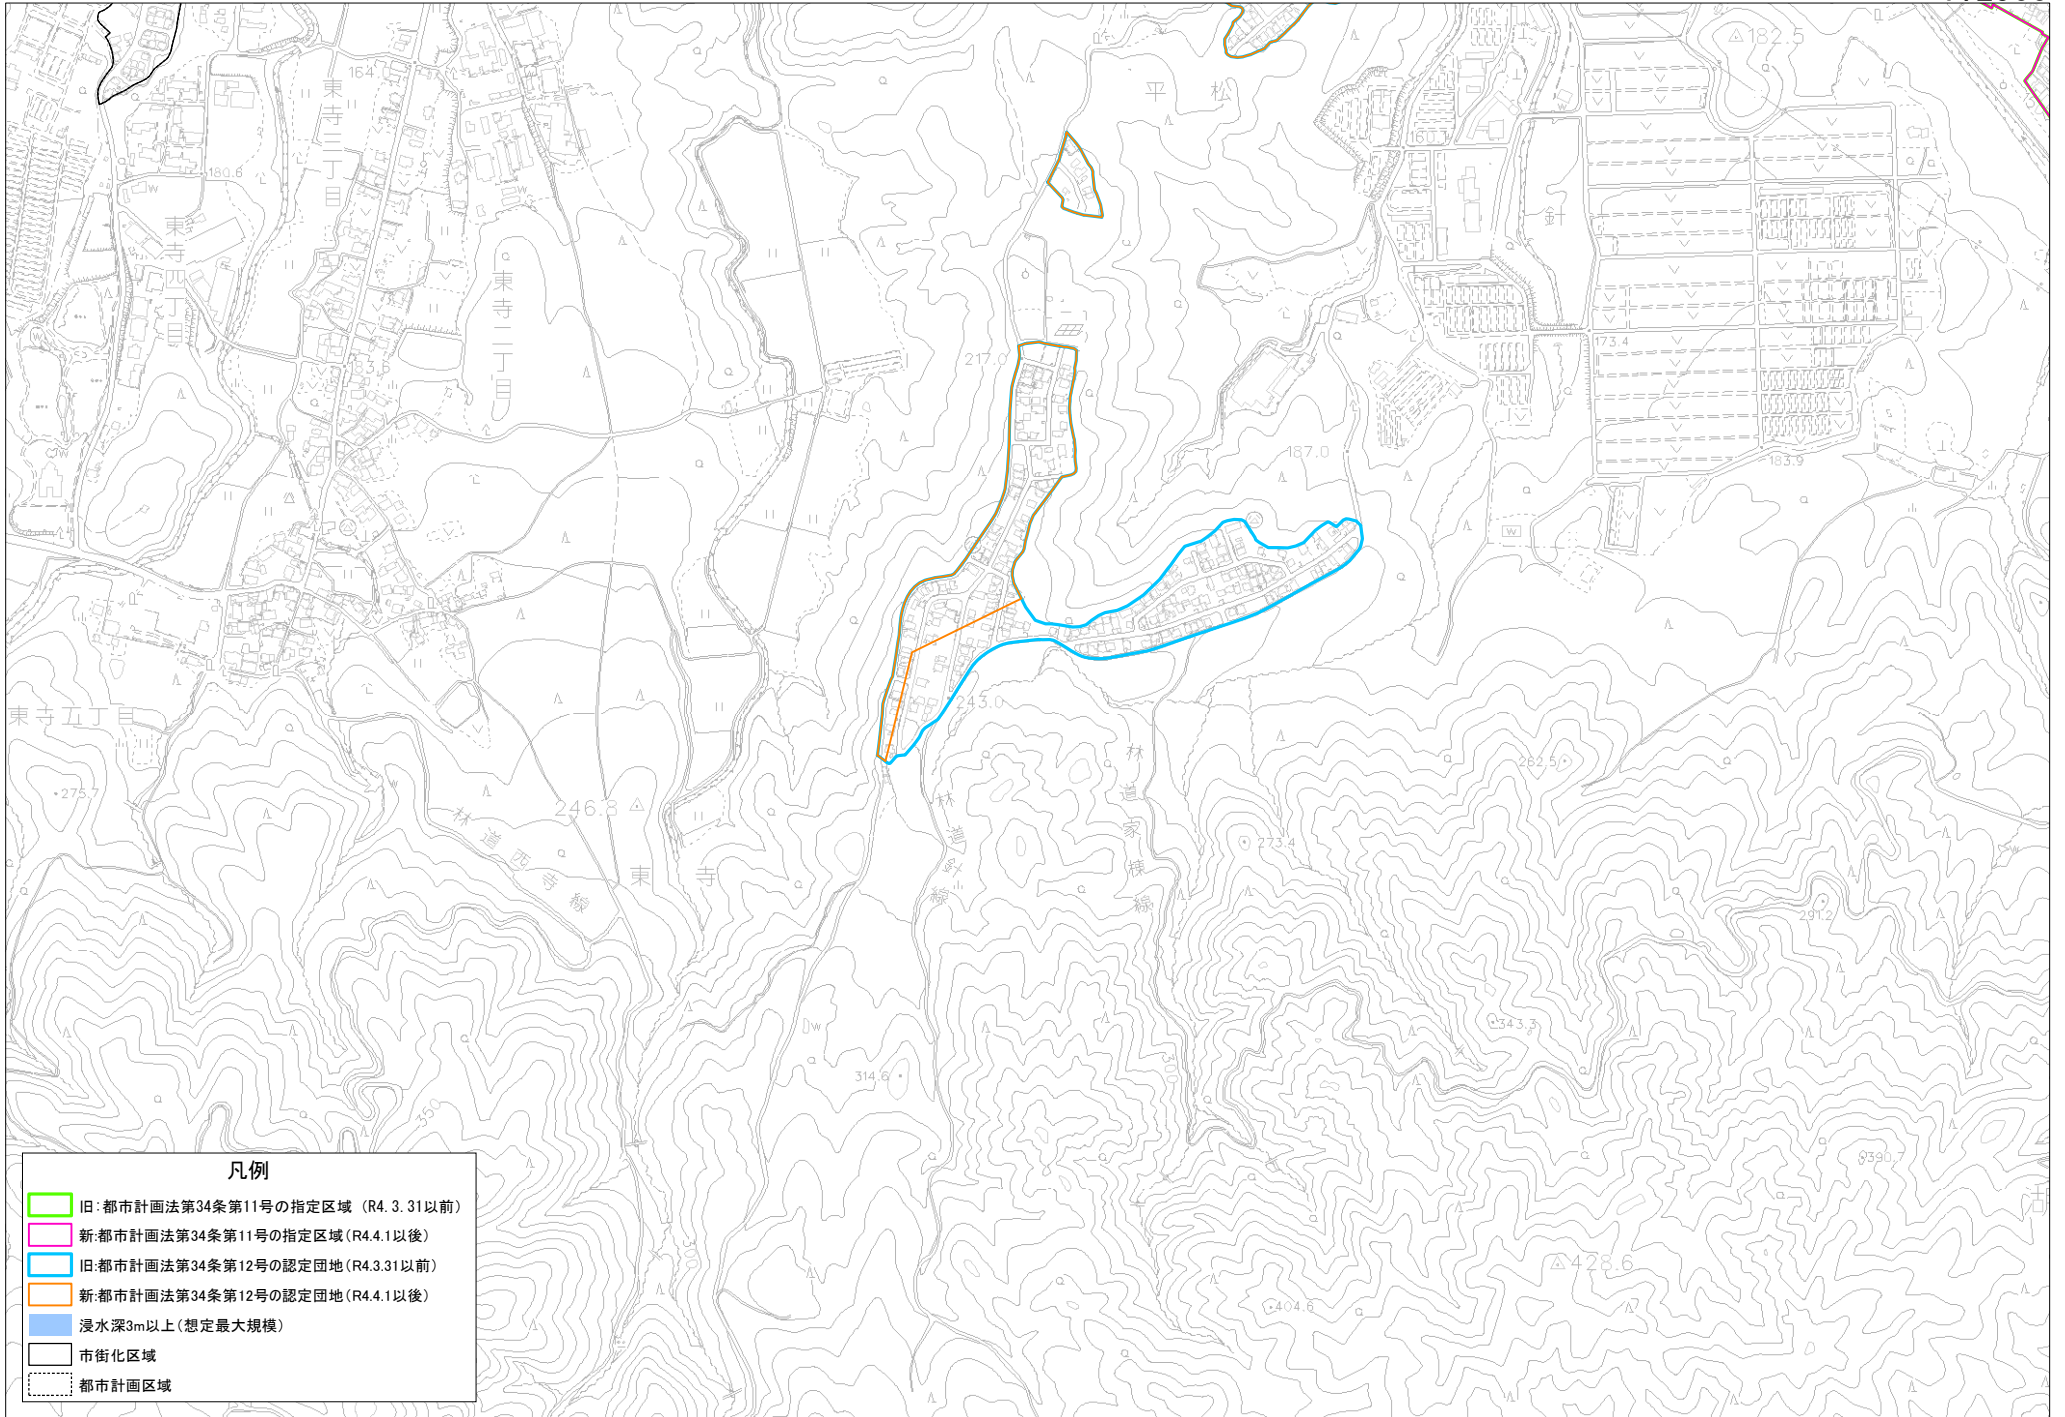 182.5
164
平松
東寺三丁目
180.6
東寺四丁目
東寺二丁目
針
183.6
217.0
173.4
187.0
183.9
東寺五丁目
243.0
262.5
275.7
246.8
林道西寺線
東寺
林道針線
林道家棟線
273.4
291.2
343.3
314.6
300
350
390.7
428.6
404.6
300
凡例
旧:都市計画法第34条第11号の指定区域 (R4.3.31以前)
新:都市計画法第34条第11号の指定区域(R4.4.1以後)
旧:都市計画法第34条第12号の認定団地(R4.3.31以前)
新:都市計画法第34条第12号の認定団地(R4.4.1以後)
浸水深3m以上(想定最大規模)
市街化区域
都市計画区域